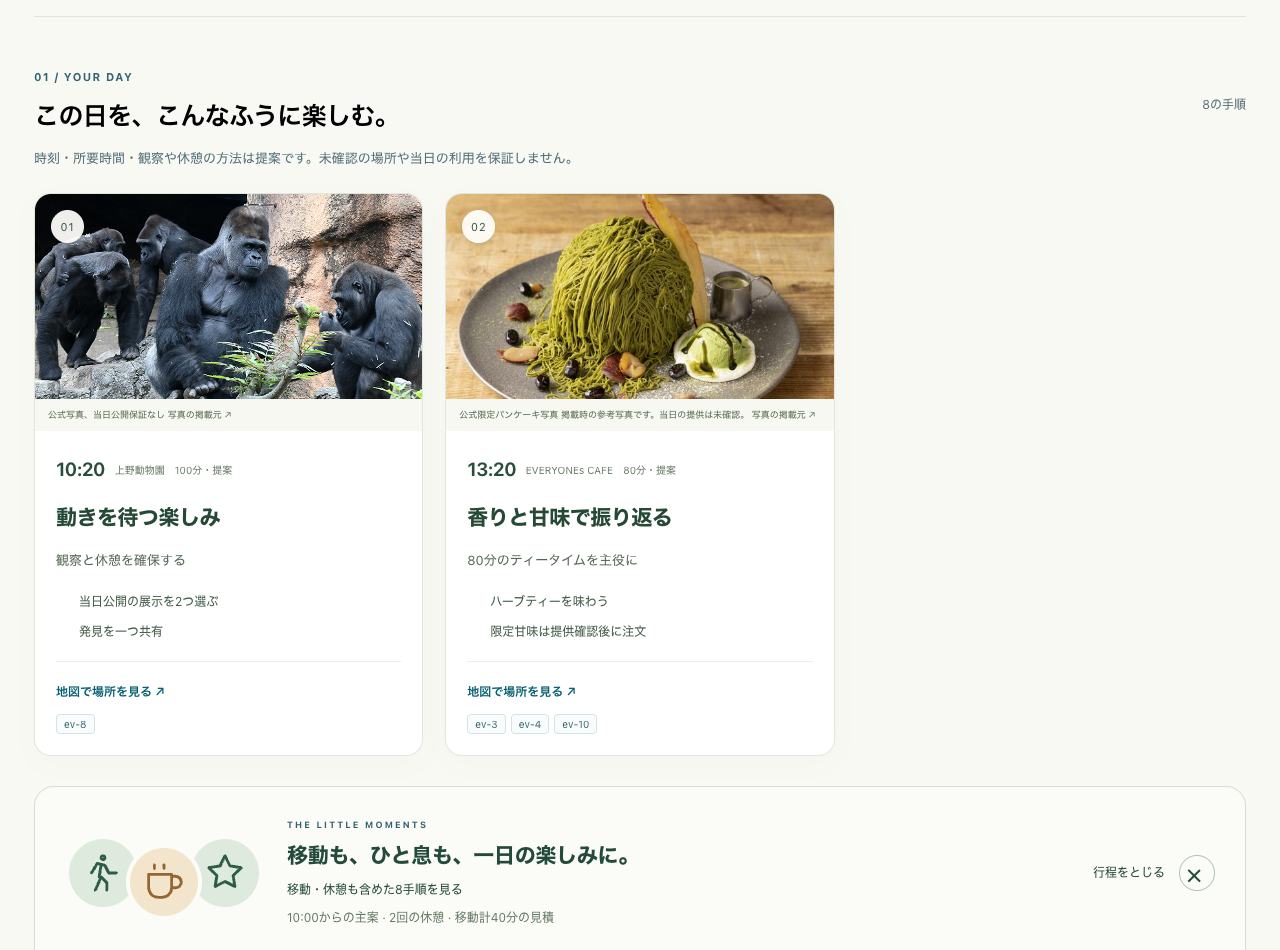 01 / YOUR DAY
この日を、こんなふうに楽しむ。
8の手順
時刻・所要時間・観察や休憩の方法は提案です。未確認の場所や当日の利用を保証しません。
01
公式写真、当日公開保証なし 写真の掲載元 ↗
10:20 上野動物園 100分・提案
動きを待つ楽しみ
観察と休憩を確保する
当日公開の展示を2つ選ぶ
発見を一つ共有
地図で場所を見る ↗
ev-8
02
公式限定パンケーキ写真 掲載時の参考写真です。当日の提供は未確認。 写真の掲載元 ↗
13:20 EVERYONEs CAFE 80分・提案
香りと甘味で振り返る
80分のティータイムを主役に
ハーブティーを味わう
限定甘味は提供確認後に注文
地図で場所を見る ↗
ev-3 ev-4 ev-10
THE LITTLE MOMENTS
移動も、ひと息も、一日の楽しみに。
移動・休憩も含めた8手順を見る
10:00からの主案 · 2回の休憩 · 移動計40分の見積
行程をとじる